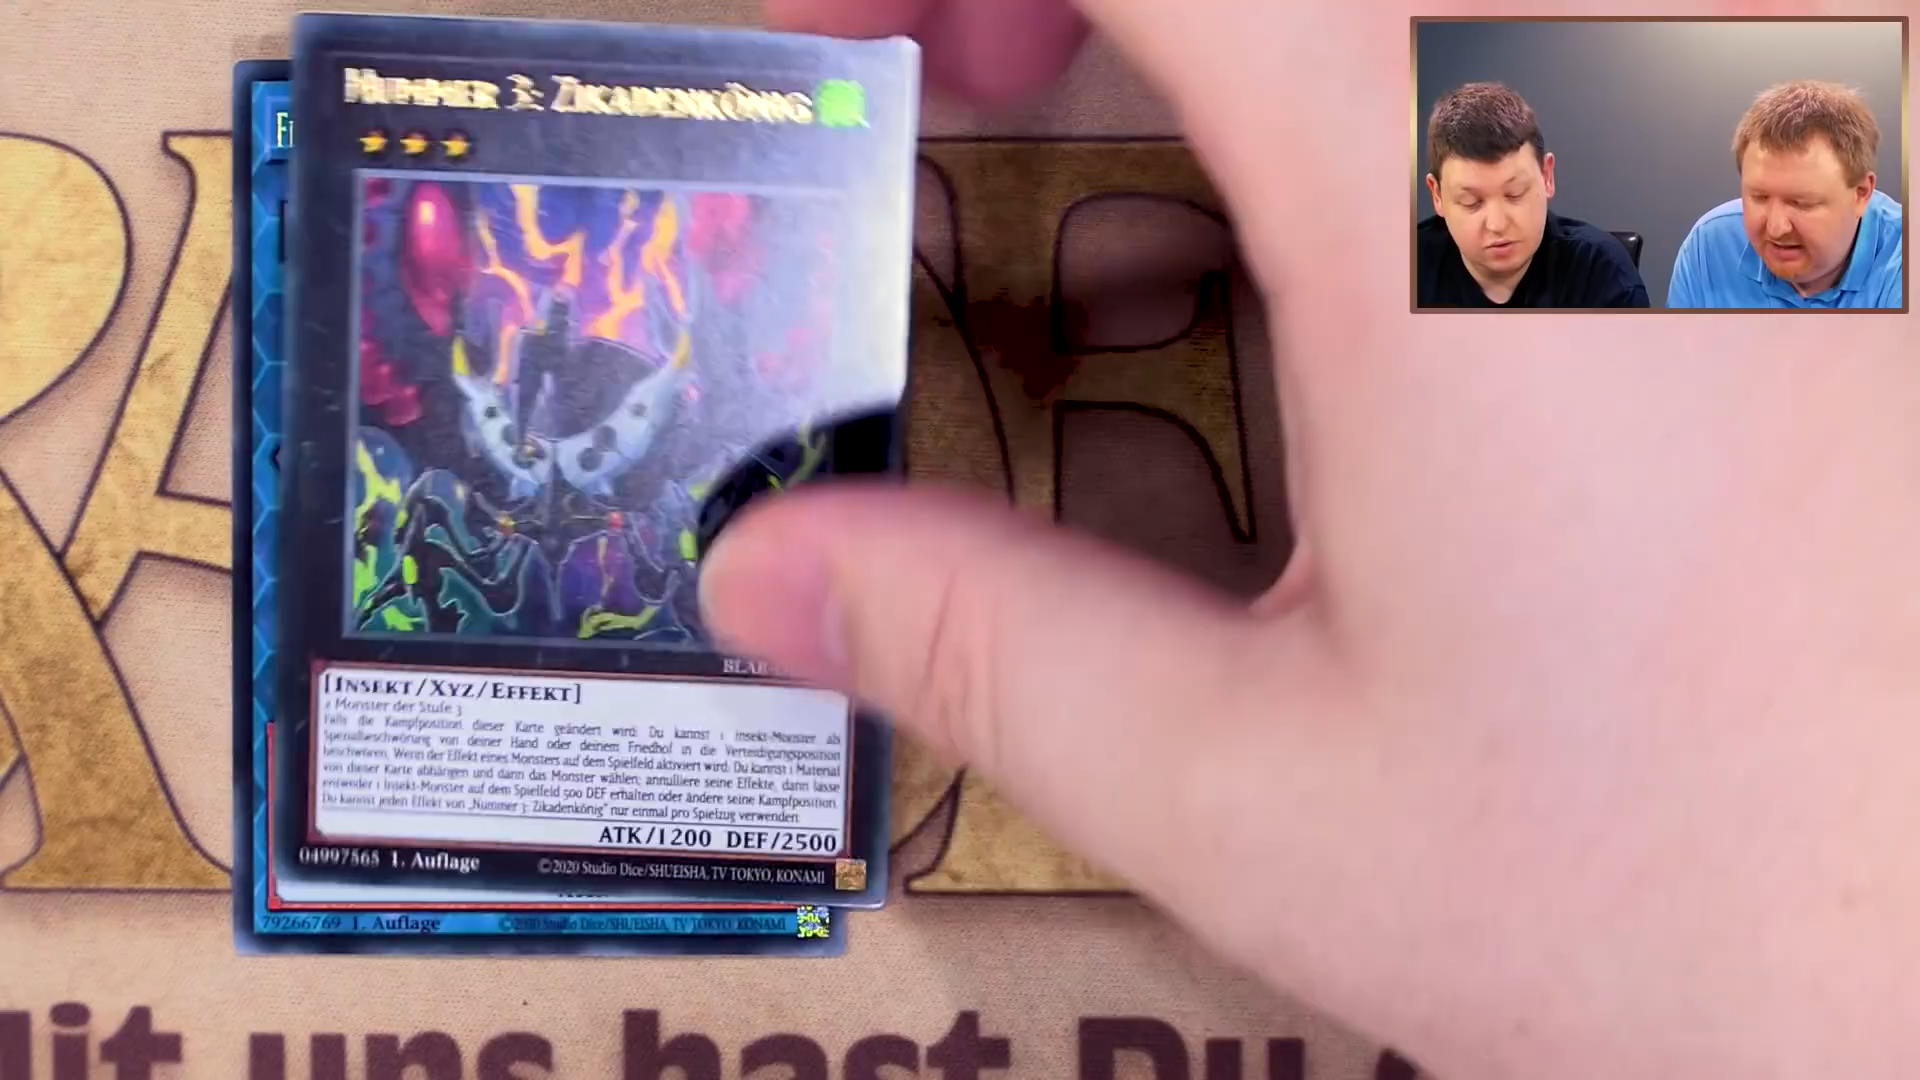 Nummer 3: Zikadenkönig
Fl
BLAR-
[Insekt/Xyz/Effekt]
2 Monster der Stufe 3
Falls die Kampfposition dieser Karte geändert wird: Du kannst 1 Insekt-Monster als
Spezialbeschwörung von deiner Hand oder deinem Friedhof in die Verteidigungsposition
beschwören. Wenn der Effekt eines Monsters auf dem Spielfeld aktiviert wird: Du kannst 1 Material
von dieser Karte abhängen und dann das Monster wählen; annulliere seine Effekte, dann lasse
entweder 1 Insekt-Monster auf dem Spielfeld 500 DEF erhalten oder ändere seine Kampfposition.
Du kannst jeden Effekt von „Nummer 3: Zikadenkönig" nur einmal pro Spielzug verwenden.
ATK/1200 DEF/2500
04997565 1. Auflage
©2020 Studio Dice/SHUEISHA, TV TOKYO, KONAMI
79266769 1. Auflage
©2020 Studio Dice/SHUEISHA, TV TOKYO, KONAMI
Mit uns hast Du